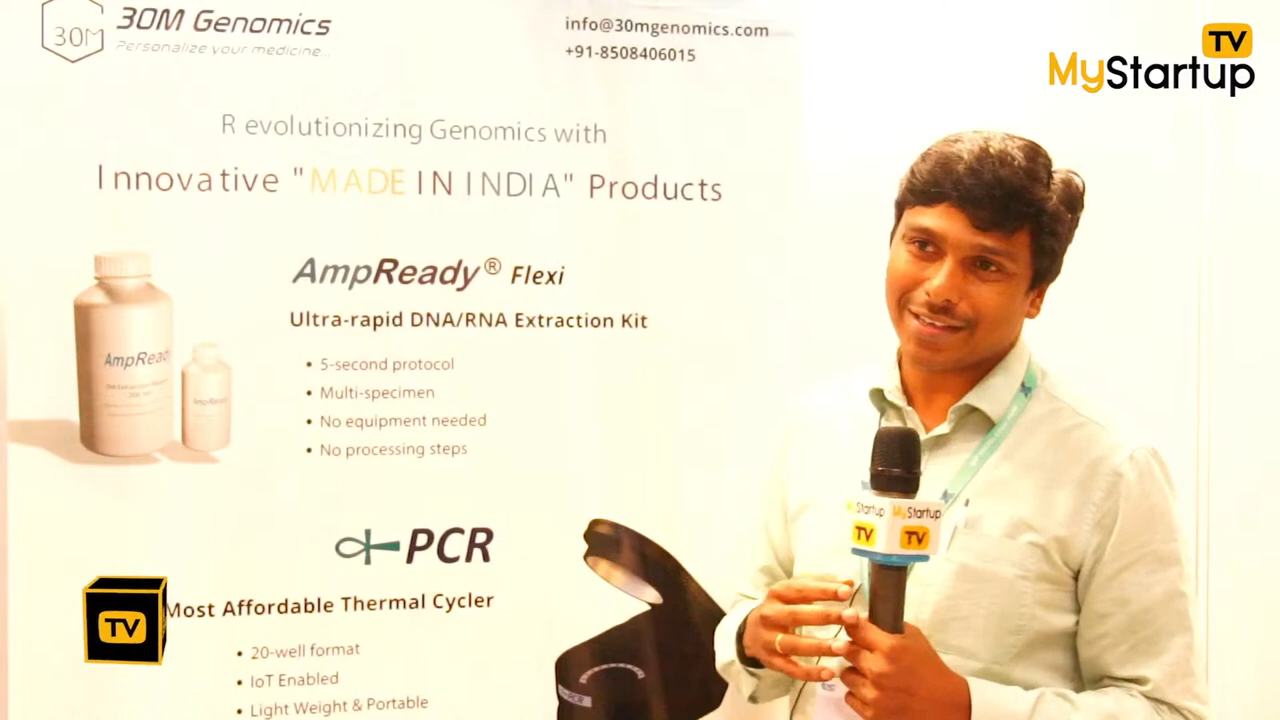 30M
30M Genomics
Personalize your medicine...
info@30mgenomics.com
+91-8508406015
TV
MyStartup
Revolutionizing Genomics with
Innovative "MADE IN INDIA" Products
AmpReady® Flexi
Ultra-rapid DNA/RNA Extraction Kit
• 5-second protocol
• Multi-specimen
• No equipment needed
• No processing steps
AmpReady
AmpReady
PCR
Most Affordable Thermal Cycler
• 20-well format
• IoT Enabled
• Light Weight & Portable
AmPCR
TV
MyStartup
TV
MyStartup
TV